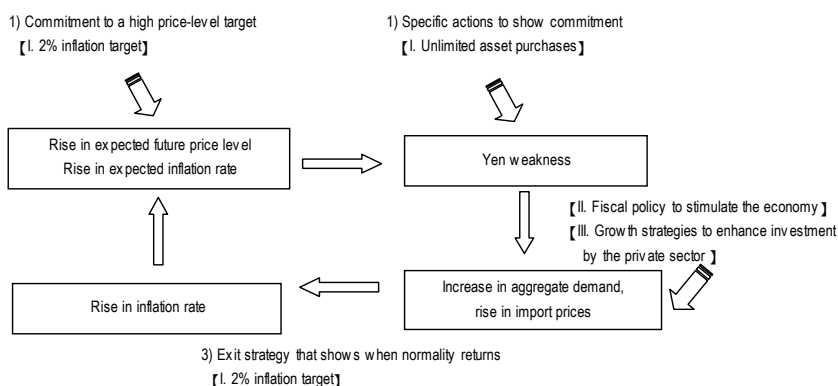 1) Commitment to a high price-level target
【I. 2% inflation target】
1) Specific actions to show commitment
【I. Unlimited asset purchases】
Rise in expected future price level
Rise in expected inflation rate
Yen weakness
【II. Fiscal policy to stimulate the economy】
【III. Growth strategies to enhance investment
by the private sector 】
Rise in inflation rate
Increase in aggregate demand,
rise in import prices
3) Exit strategy that shows when normality returns
【I. 2% inflation target】